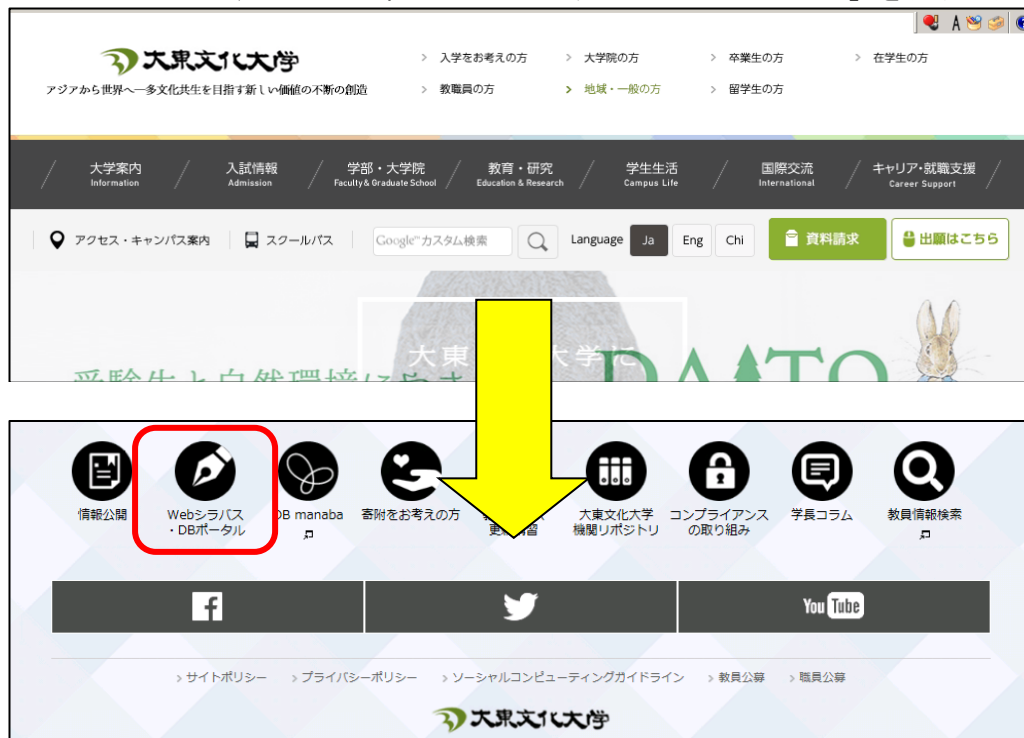 大東文化大学
アジアから世界へ―多文化共生を目指す新しい価値の不断の創造
入学をお考えの方
大学院の方
卒業生の方
在学生の方
教職員の方
地域・一般の方
留学生の方
大学案内
Information
入試情報
Admission
学部・大学院
Faculty & Graduate School
教育・研究
Education & Research
学生生活
Campus Life
国際交流
International
キャリア・就職支援
Career Support
アクセス・キャンパス案内
スクールバス
Google™ カスタム検索
Language
Ja
Eng
Chi
資料請求
出願はこちら
大東
大学に
DAITO
情報公開
Webシラバス
・DBポータル
DB manaba
寄附をお考えの方
大東文化大学
機関リポジトリ
コンプライアンス
の取り組み
学長コラム
教員情報検索
You Tube
サイトポリシー
プライバシーポリシー
ソーシャルコンピューティングガイドライン
教員公募
職員公募
大東文化大学